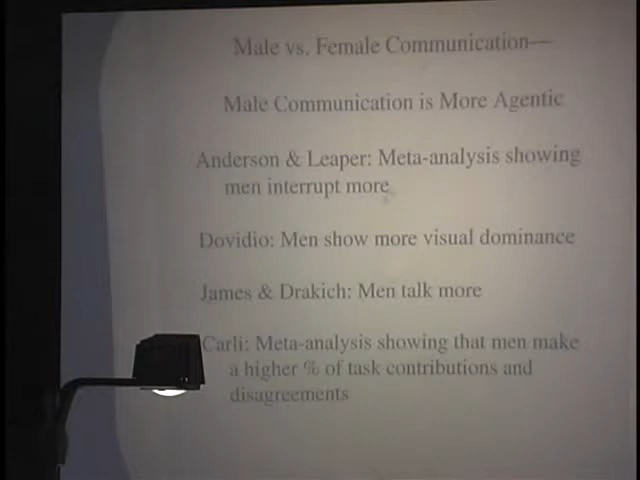 Male vs. Female Communication—
Male Communication is More Agentic
Anderson & Leaper: Meta-analysis showing
men interrupt more
Dovidio: Men show more visual dominance
James & Drakich: Men talk more
Carli: Meta-analysis showing that men make
a higher % of task contributions and
disagreements